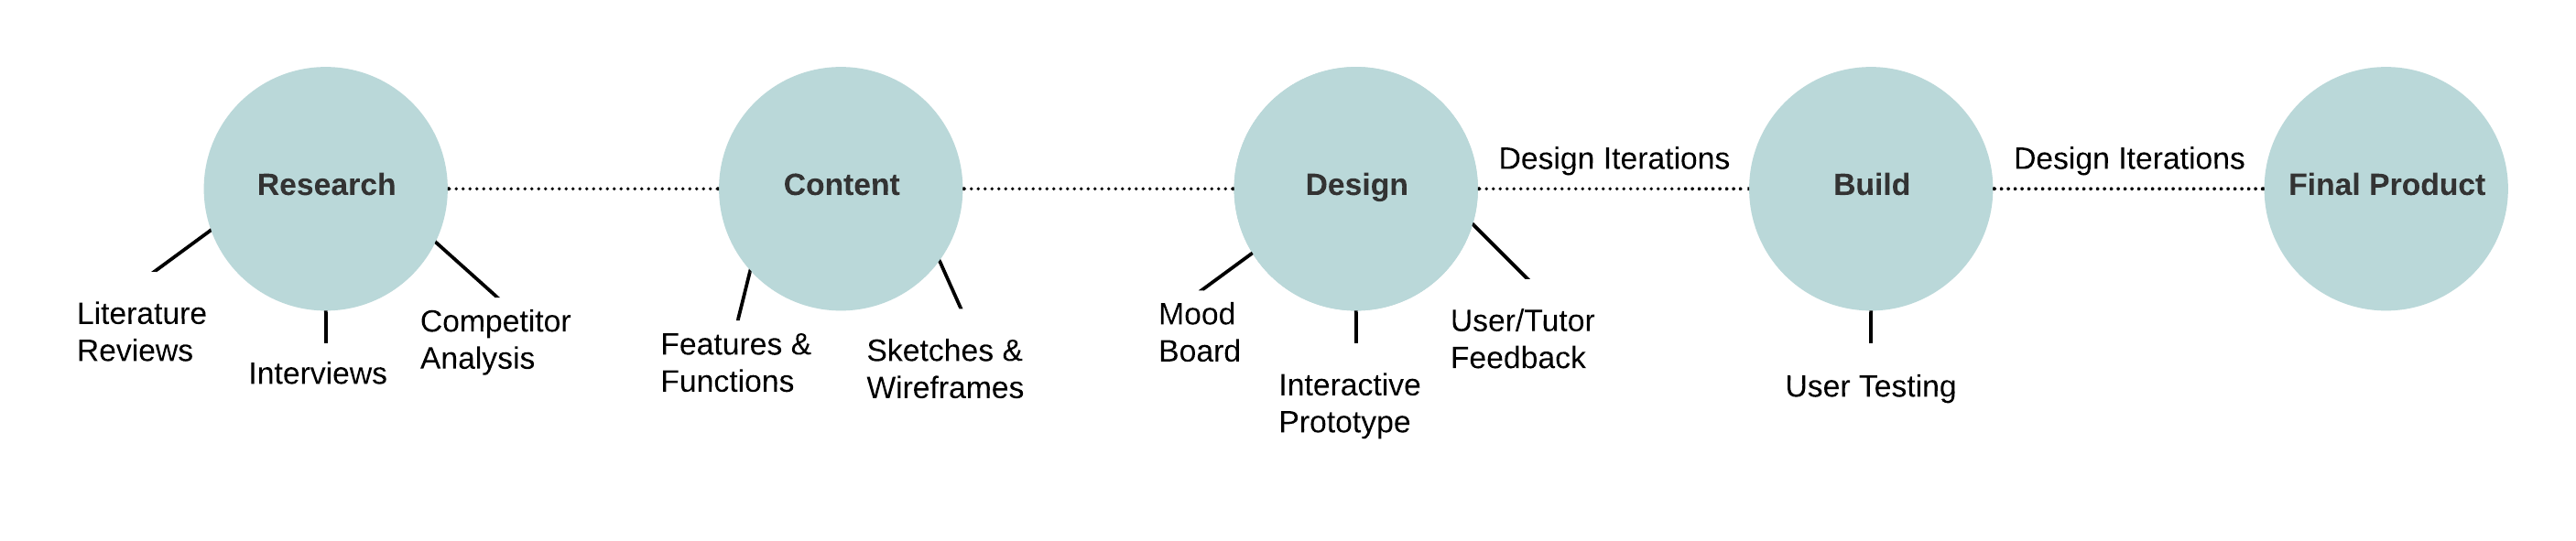 Research
Content
Design
Design Iterations
Build
Design Iterations
Final Product
Literature
Reviews
Interviews
Competitor
Analysis
Features &
Functions
Sketches &
Wireframes
Mood
Board
Interactive
Prototype
User/Tutor
Feedback
User Testing